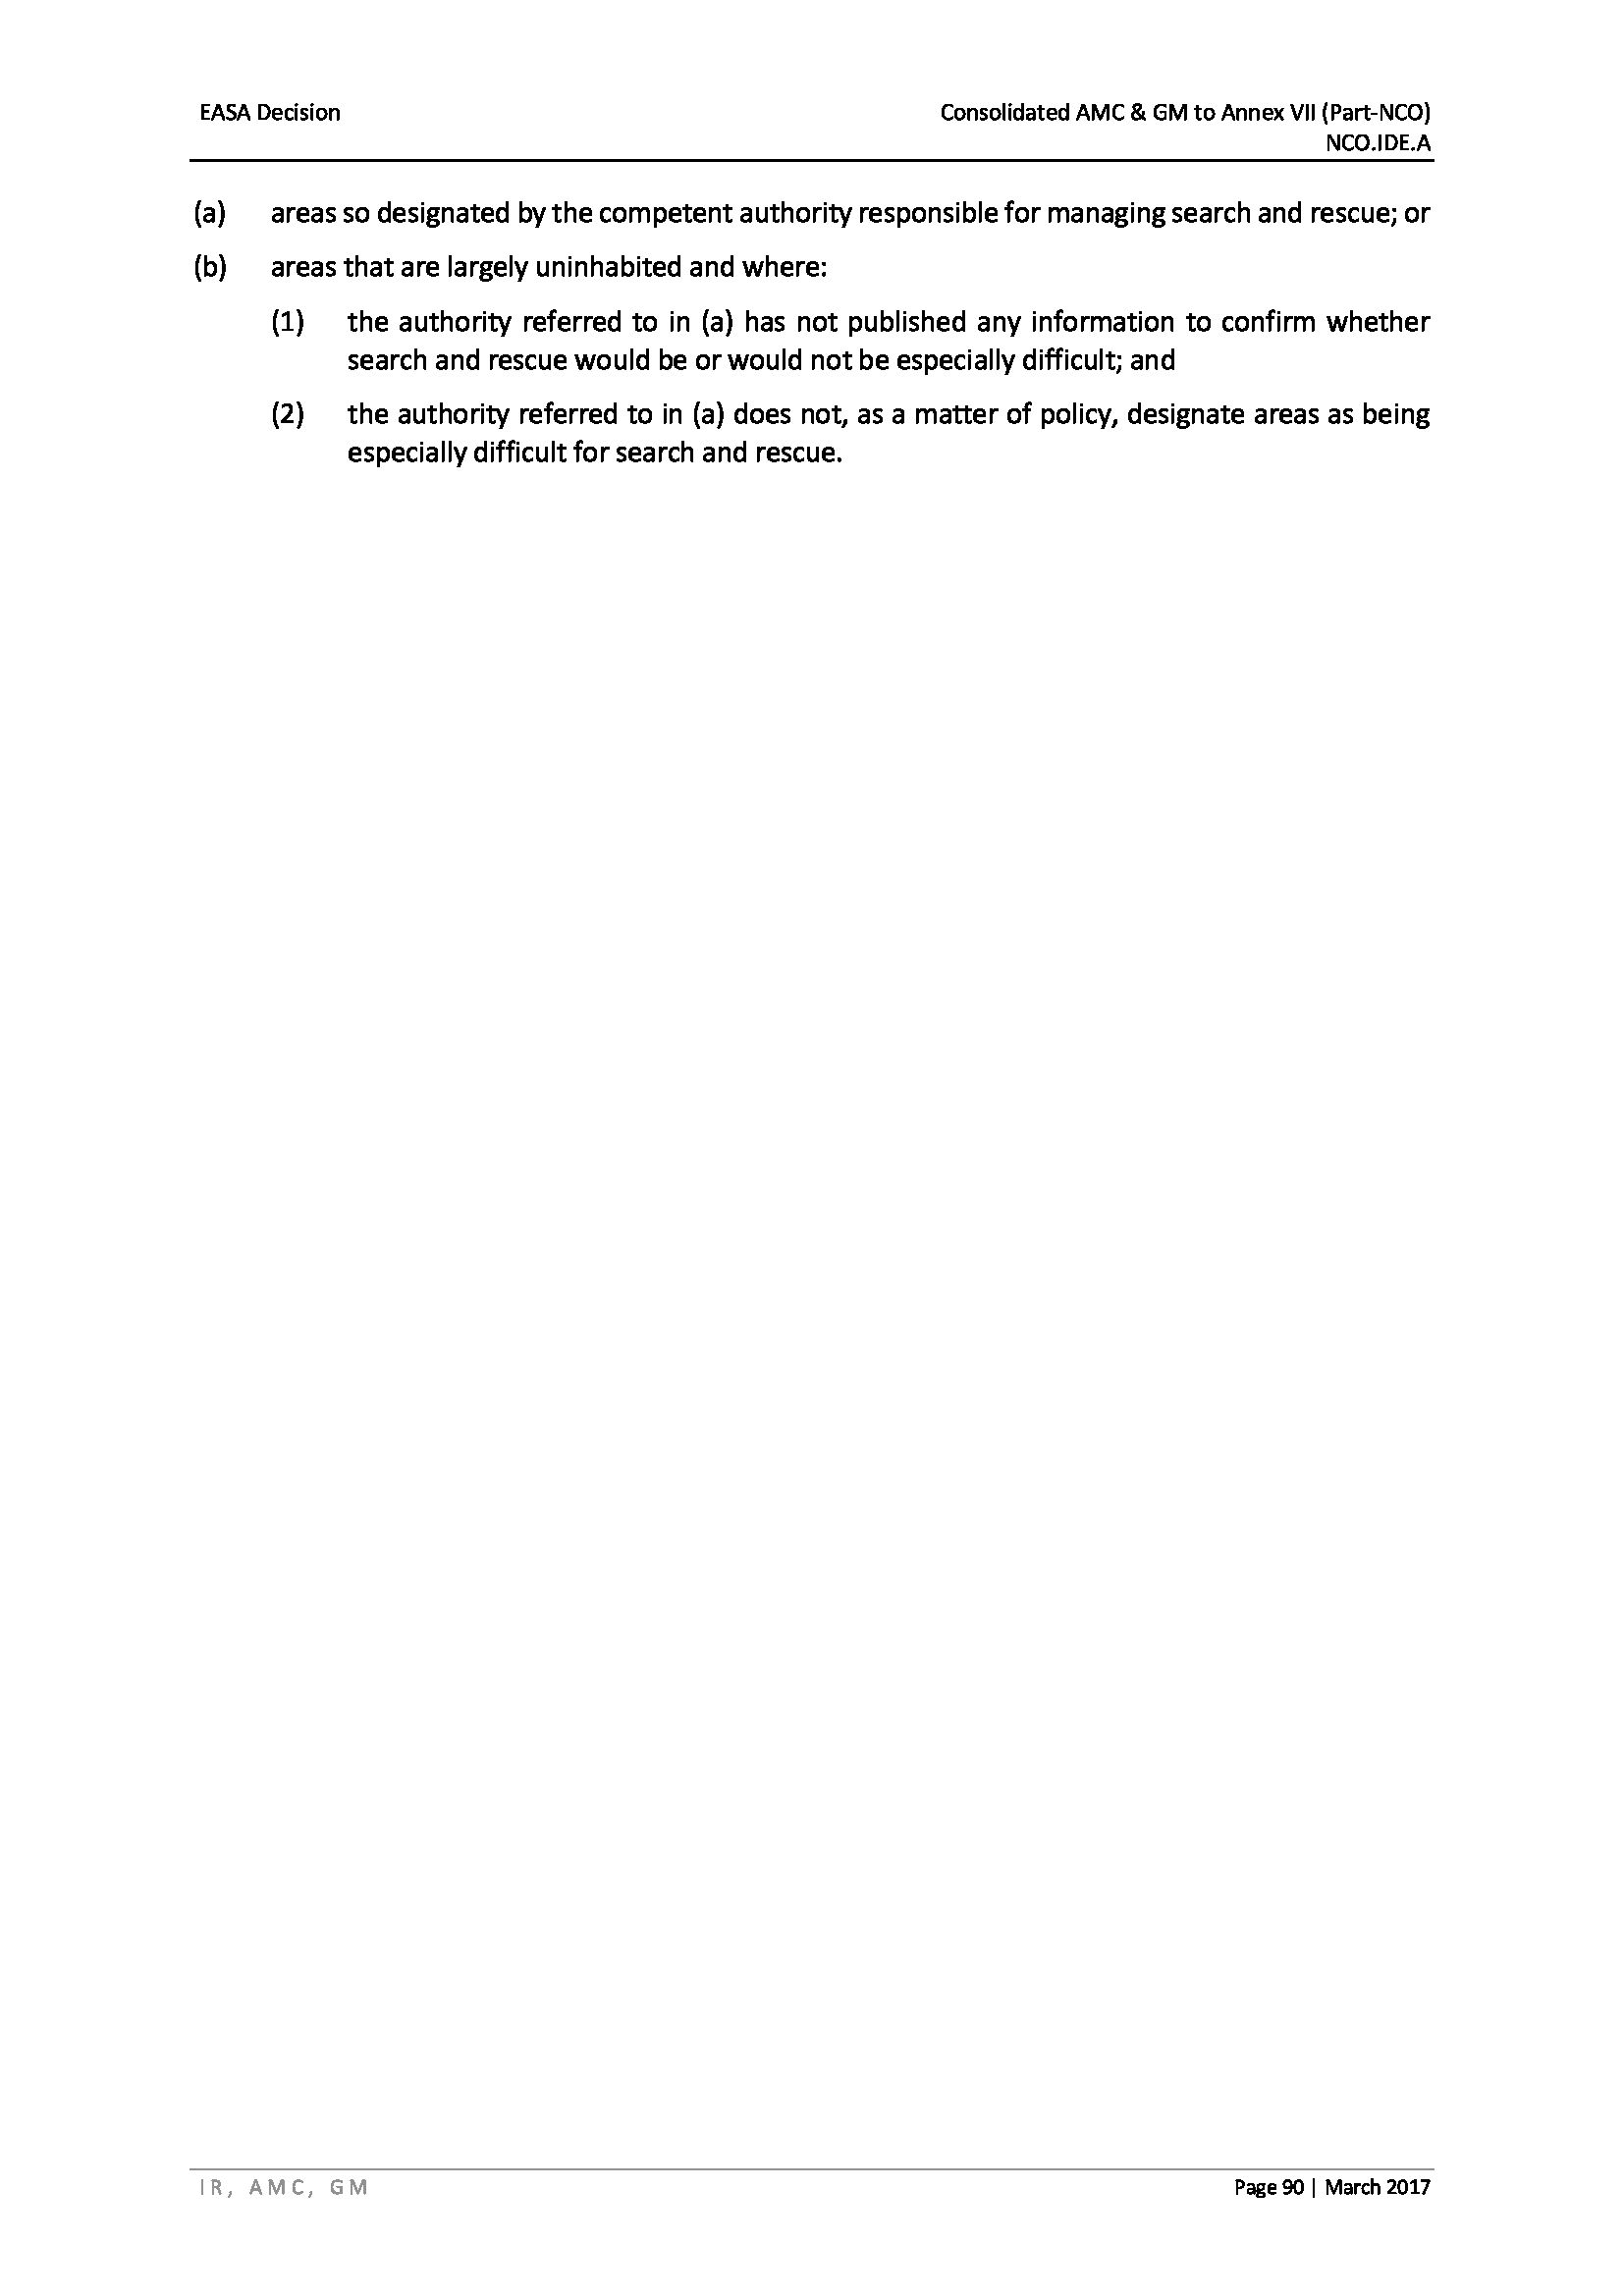 EASA Decision
Consolidated AMC & GM to Annex VII (Part-NCO)
NCO.IDE.A
(a) areas so designated by the competent authority responsible for managing search and rescue; or
(b) areas that are largely uninhabited and where:
(1) the authority referred to in (a) has not published any information to confirm whether
search and rescue would be or would not be especially difficult; and
(2) the authority referred to in (a) does not, as a matter of policy, designate areas as being
especially difficult for search and rescue.
IR, AMC, GM
Page 90 | March 2017